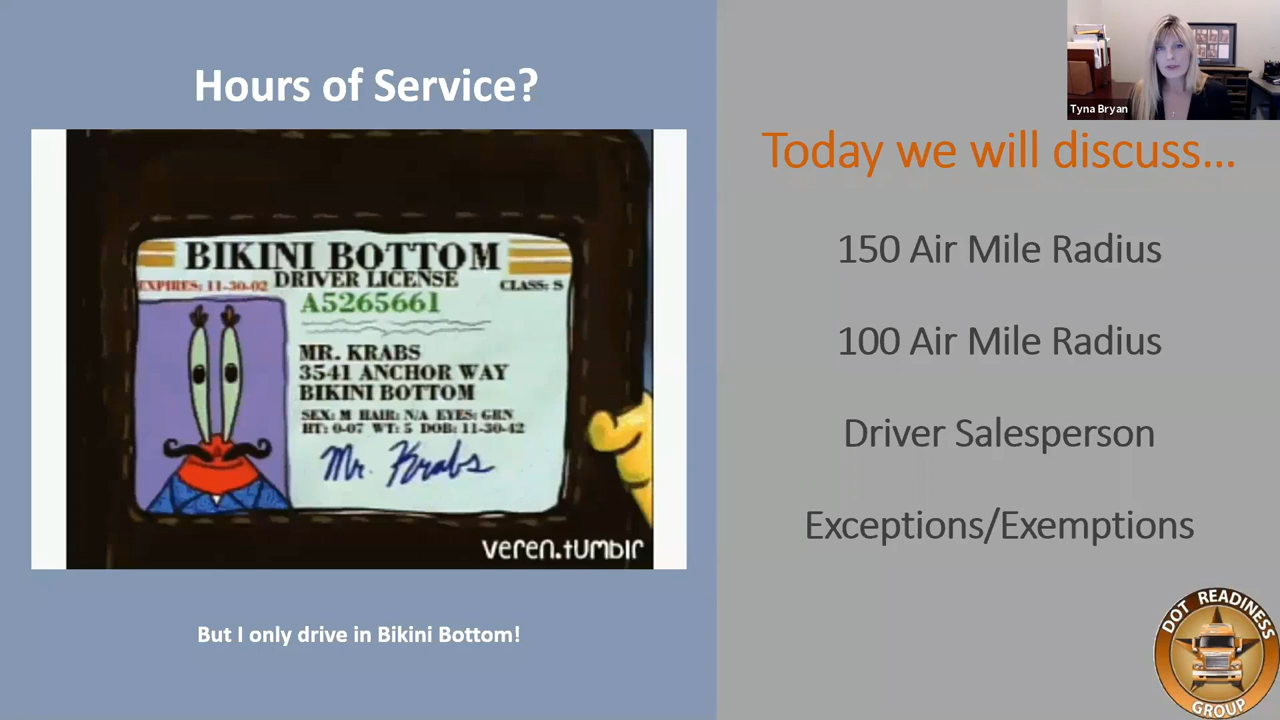 Hours of Service?
BIKINI BOTTOM
DRIVER LICENSE
EXPIRES: 11-30-02
CLASS: S
A5265661
MR. KRABS
3541 ANCHOR WAY
BIKINI BOTTOM
SEX: M HAIR: N/A EYES: GRN
HT: 0-07 WT: 5 DOB: 11-30-42
Mr. Krabs
veren.tumblr
But I only drive in Bikini Bottom!
Tyna Bryan
Today we will discuss...
150 Air Mile Radius
100 Air Mile Radius
Driver Salesperson
Exceptions/Exemptions
DOT READINESS
GROUP